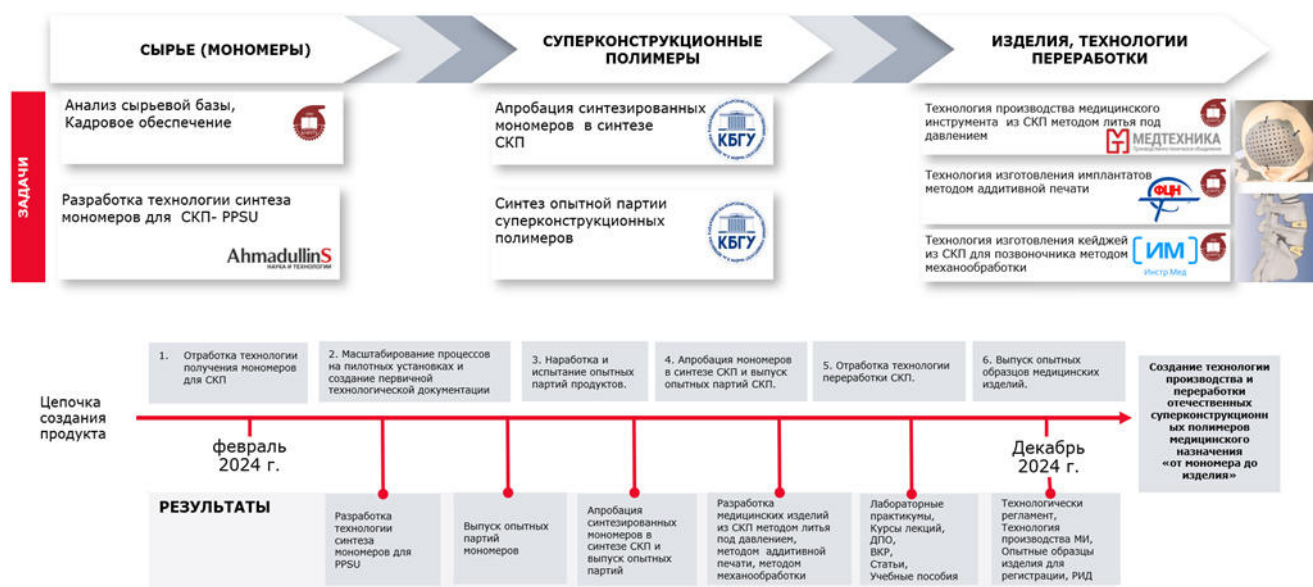 СЫРЬЕ (МОНОМЕРЫ)
СУПЕРКОНСТРУКЦИОННЫЕ
ПОЛИМЕРЫ
ИЗДЕЛИЯ, ТЕХНОЛОГИИ
ПЕРЕРАБОТКИ
ЗАДАЧИ
Анализ сырьевой базы,
Кадровое обеспечение
Апробация синтезированных
мономеров в синтезе
СКП
КБГУ
Технология производства медицинского
инструмента из СКП методом литья под
давлением
МЕДТЕХНИКА
Разработка технологии синтеза
мономеров для СКП- PPSU
AhmadullinS
НАУКА И ТЕХНОЛОГИИ
Синтез опытной партии
суперконструкционных
полимеров
КБГУ
Технология изготовления имплантатов
методом аддитивной печати
ФЦН
Технология изготовления кейджей
из СКП для позвоночника методом
механообработки
[ИМ]
Инстр Мед
1. Отработка технологии
получения мономеров
для СКП
2. Масштабирование процессов
на пилотных установках и
создание первичной
технологической документации
3. Наработка и
испытание опытных
партий продуктов.
4. Апробация мономеров
в синтезе СКП и выпуск
опытных партий СКП.
5. Отработка технологии
переработки СКП.
6. Выпуск опытных
образцов медицинских
изделий.
Создание технологии
производства и
переработки
отечественных
суперконструкционн
ых полимеров
медицинского
назначения
«от мономера до
изделия»
Цепочка
создания
продукта
февраль
2024 г.
Декабрь
2024 г.
РЕЗУЛЬТАТЫ
Разработка
технологии
синтеза
мономеров для
PPSU
Выпуск опытных
партий
мономеров
Апробация
синтезированных
мономеров в
синтезе СКП и
выпуск опытных
партий
Разработка
медицинских изделий
из СКП методом литья
под давлением,
методом аддитивной
печати, методом
механообработки
Лабораторные
практикумы,
Курсы лекций,
ДПО,
ВКР,
Статьи,
Учебные пособия
Технологически
регламент,
Технология
производства МИ,
Опытные образцы
изделия для
регистрации, РИД